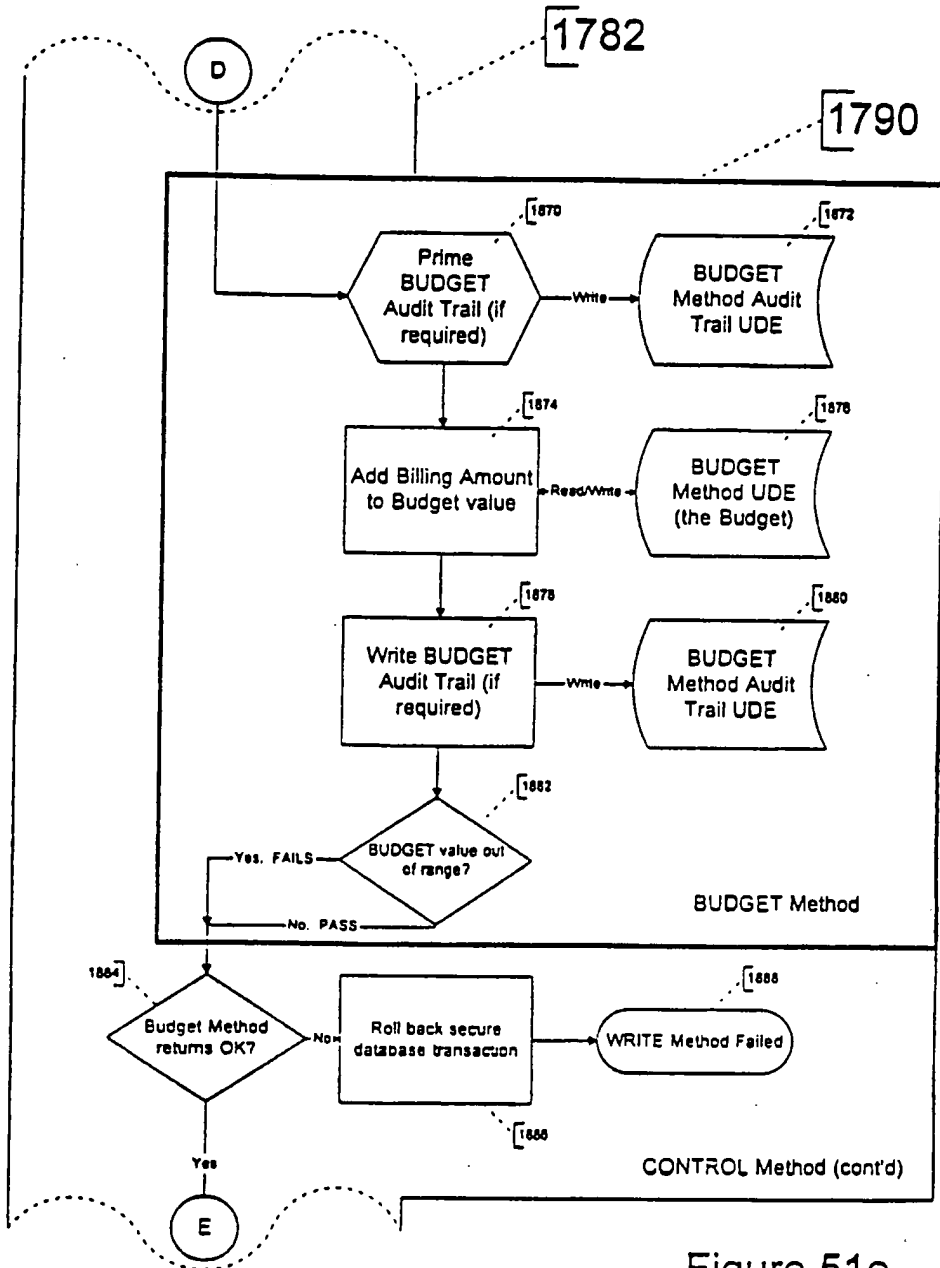 D
1782
1790
1870
Prime
BUDGET
Audit Trail (if
required)
Write
1872
BUDGET
Method Audit
Trail UDE
1874
Add Billing Amount
to Budget value
Read/Write
1876
BUDGET
Method UDE
(the Budget)
1878
Write BUDGET
Audit Trail (if
required)
Write
1880
BUDGET
Method Audit
Trail UDE
1882
BUDGET value out
of range?
Yes. FAILS
No. PASS
BUDGET Method
1884
Budget Method
returns OK?
No
Roll back secure
database transaction
1886
1888
WRITE Method Failed
Yes
CONTROL Method (cont'd)
E